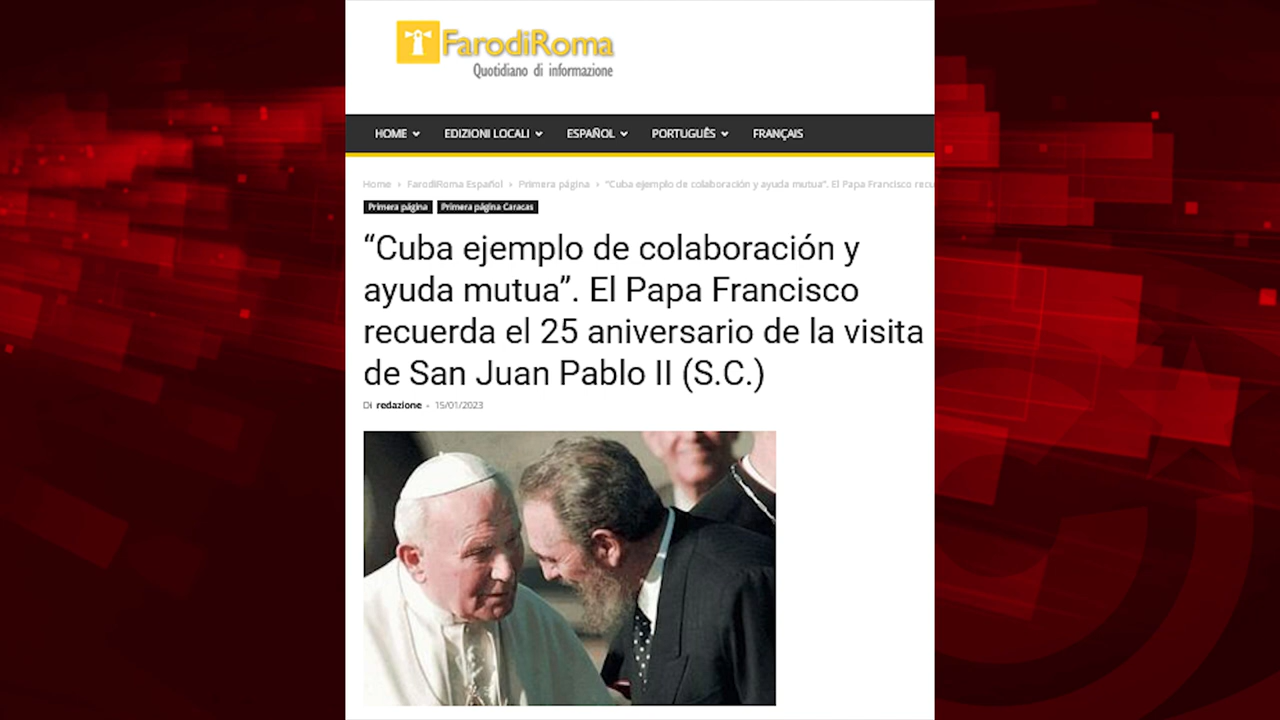 FarodiRoma
Quotidiano di informazione
HOME EDIZIONI LOCALI ESPAÑOL PORTUGUÊS FRANÇAIS
Home › FarodiRoma Español › Primera página › “Cuba ejemplo de colaboración y ayuda mutua”. El Papa Francisco recu
Primera página Primera página Caracas
“Cuba ejemplo de colaboración y
ayuda mutua”. El Papa Francisco
recuerda el 25 aniversario de la visita
de San Juan Pablo II (S.C.)
Di redazione - 15/01/2023